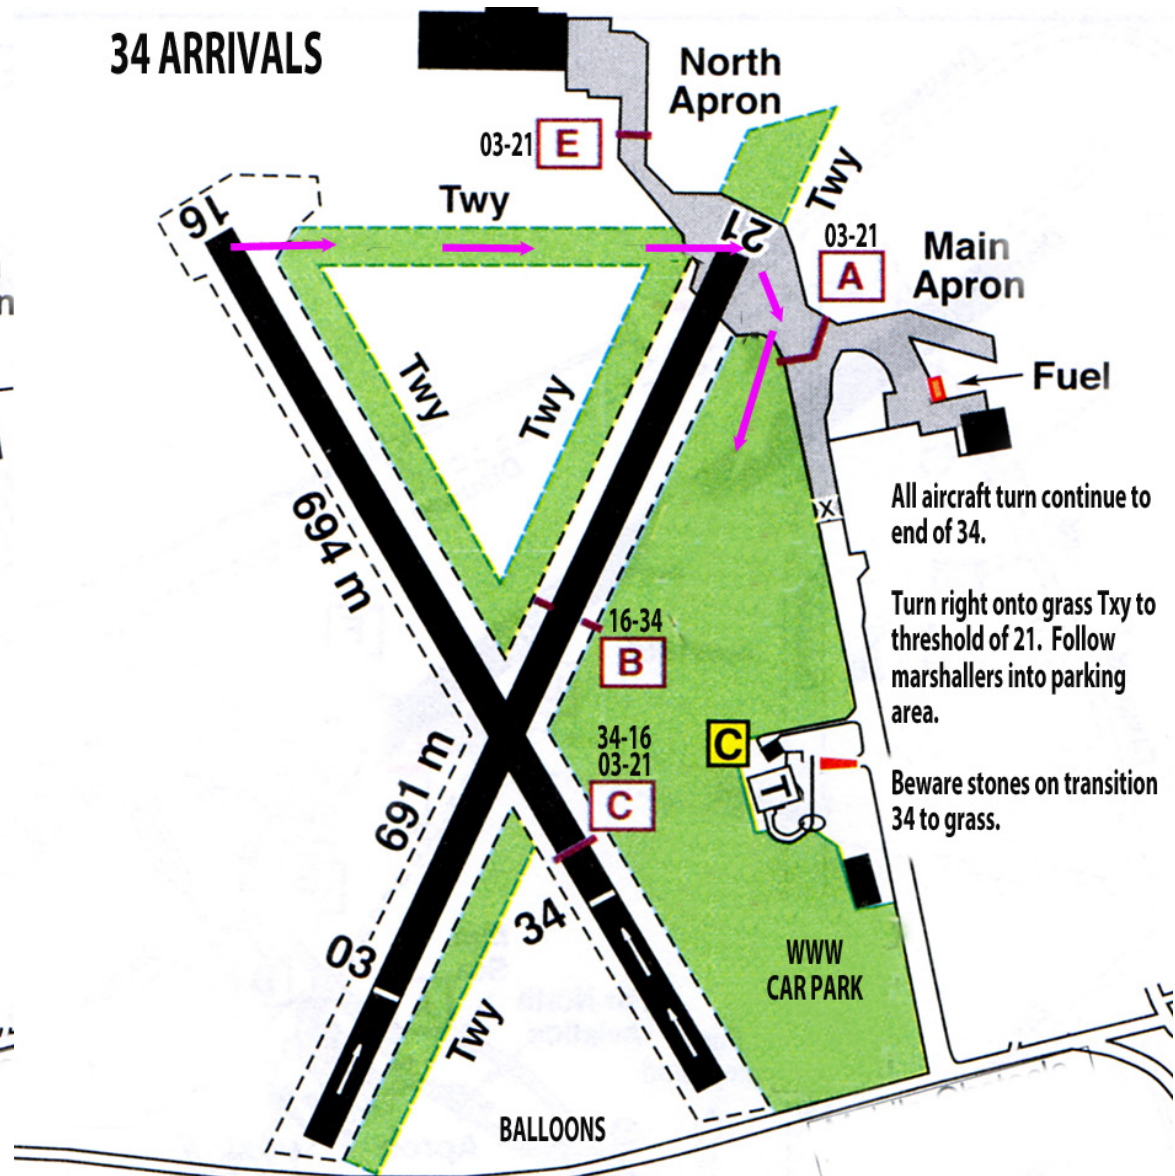 34 ARRIVALS
North
Apron
03-21
E
Twy
Twy
16
21
03-21
A
Main
Apron
Fuel
Twy
Twy
694 m
X
All aircraft turn continue to
end of 34.
Turn right onto grass Txy to
threshold of 21. Follow
marshallers into parking
area.
Beware stones on transition
34 to grass.
16-34
B
34-16
03-21
C
C
T
691 m
34
03
Twy
WWW
CAR PARK
BALLOONS